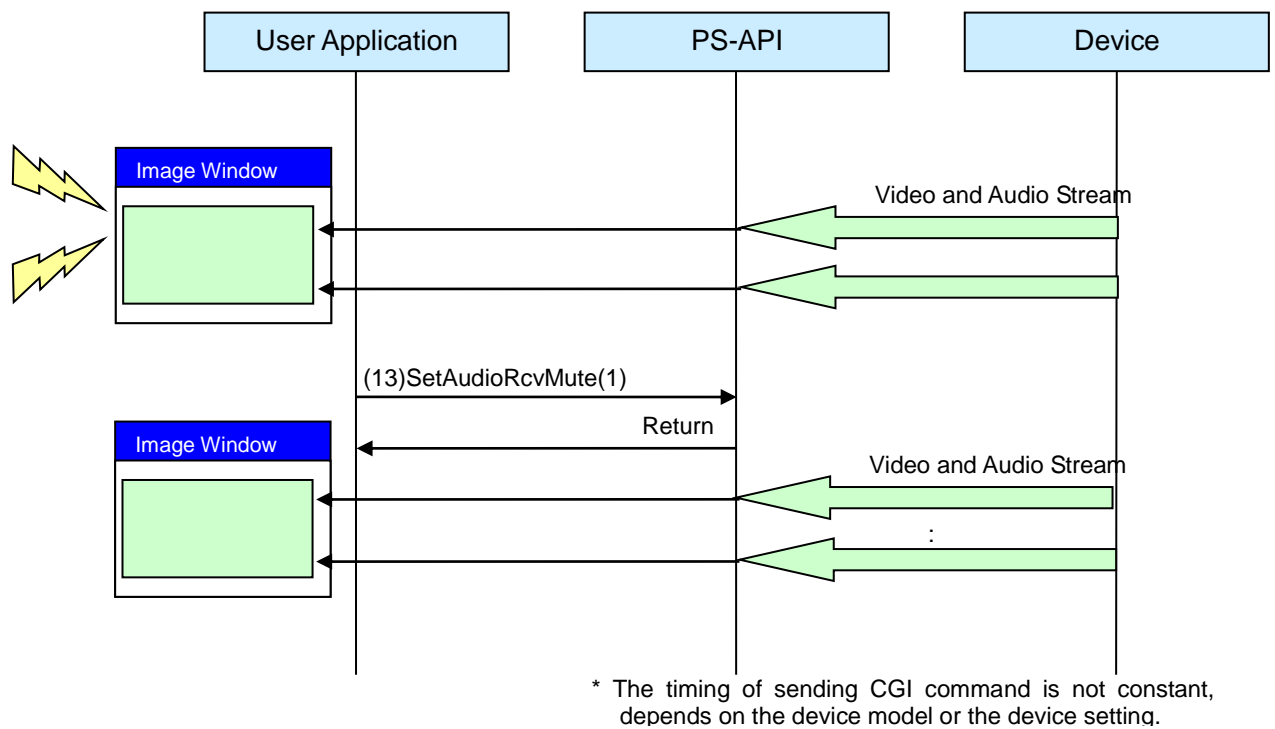 User Application
PS-API
Device
Image Window
Video and Audio Stream
(13)SetAudioRcvMute(1)
Return
Image Window
Video and Audio Stream
:
* The timing of sending CGI command is not constant,
depends on the device model or the device setting.